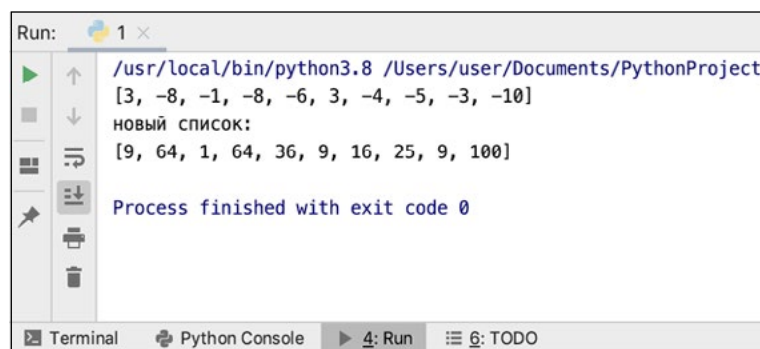 Run: 1
/usr/local/bin/python3.8 /Users/user/Documents/PythonProject
[3, -8, -1, -8, -6, 3, -4, -5, -3, -10]
новый список:
[9, 64, 1, 64, 36, 9, 16, 25, 9, 100]
Process finished with exit code 0
Terminal Python Console 4: Run 6: TODO